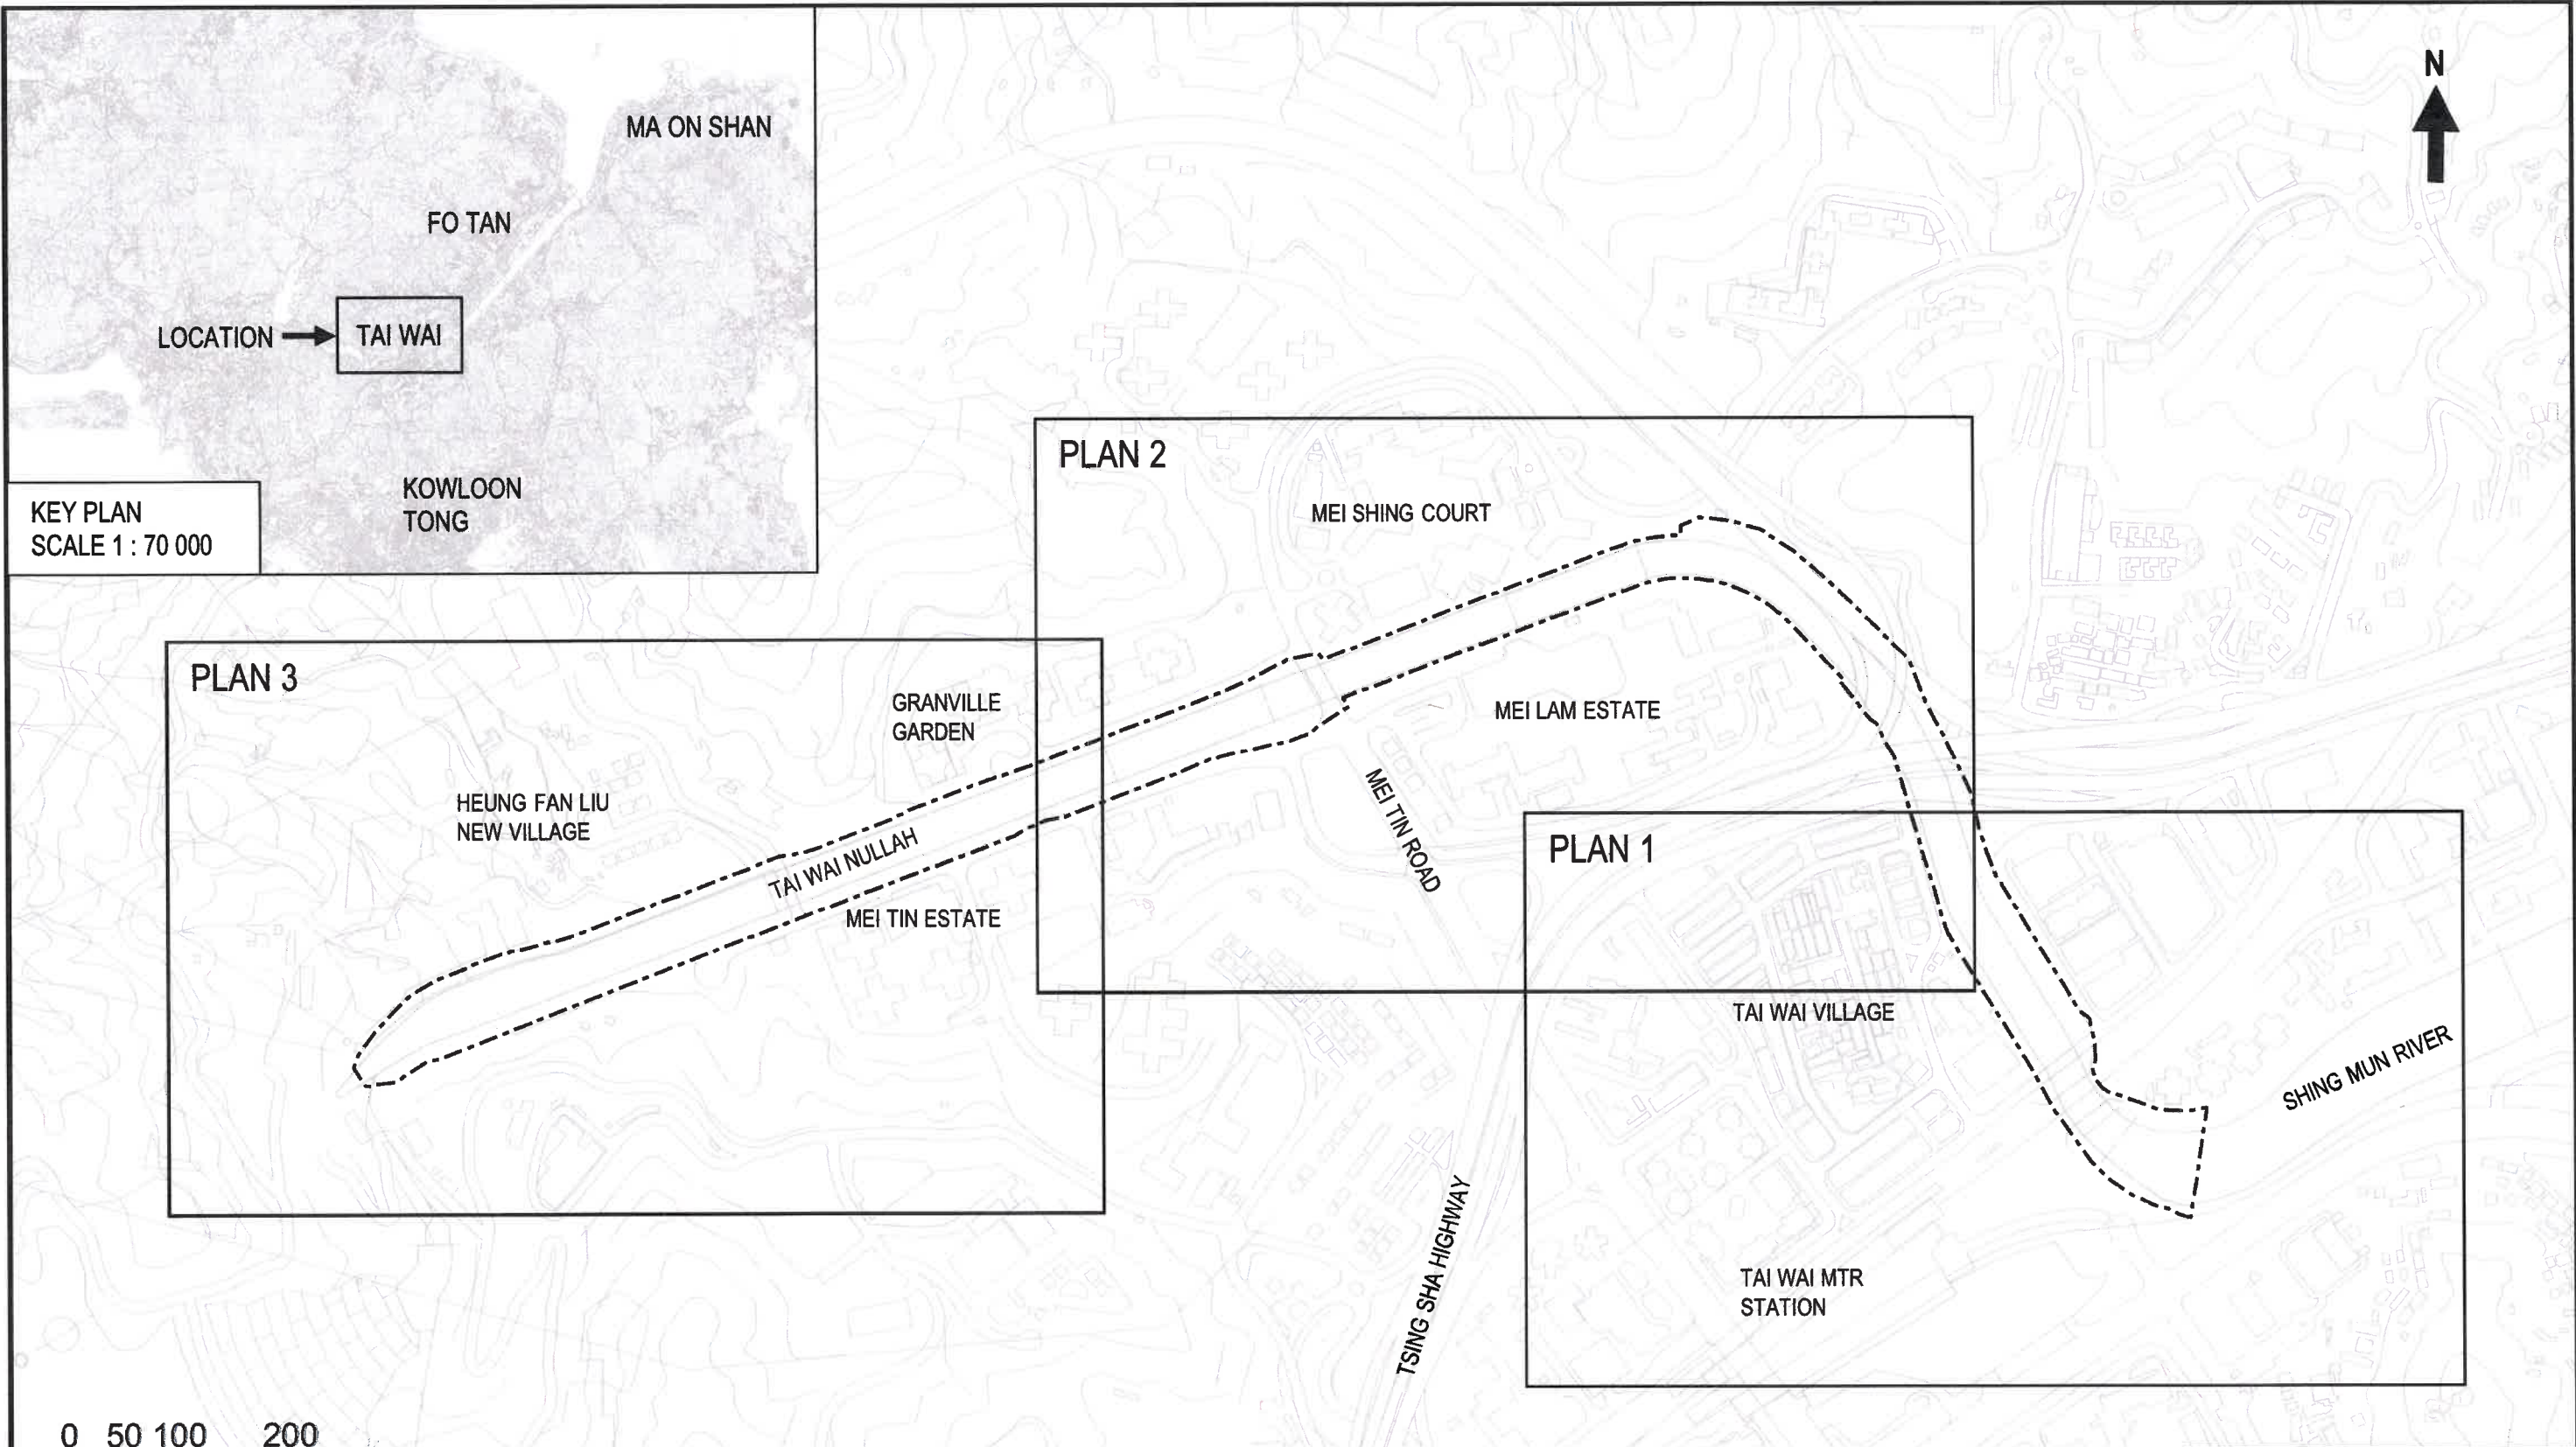 N
MA ON SHAN
FO TAN
LOCATION
TAI WAI
KOWLOON
TONG
KEY PLAN
SCALE 1 : 70 000
PLAN 2
MEI SHING COURT
MEI LAM ESTATE
MEI TIN ROAD
PLAN 3
GRANVILLE
GARDEN
HEUNG FAN LIU
NEW VILLAGE
TAI WAI NULLAH
MEI TIN ESTATE
PLAN 1
TAI WAI VILLAGE
SHING MUN RIVER
TAI WAI MTR
STATION
TSING SHA HIGHWAY
0 50 100 200